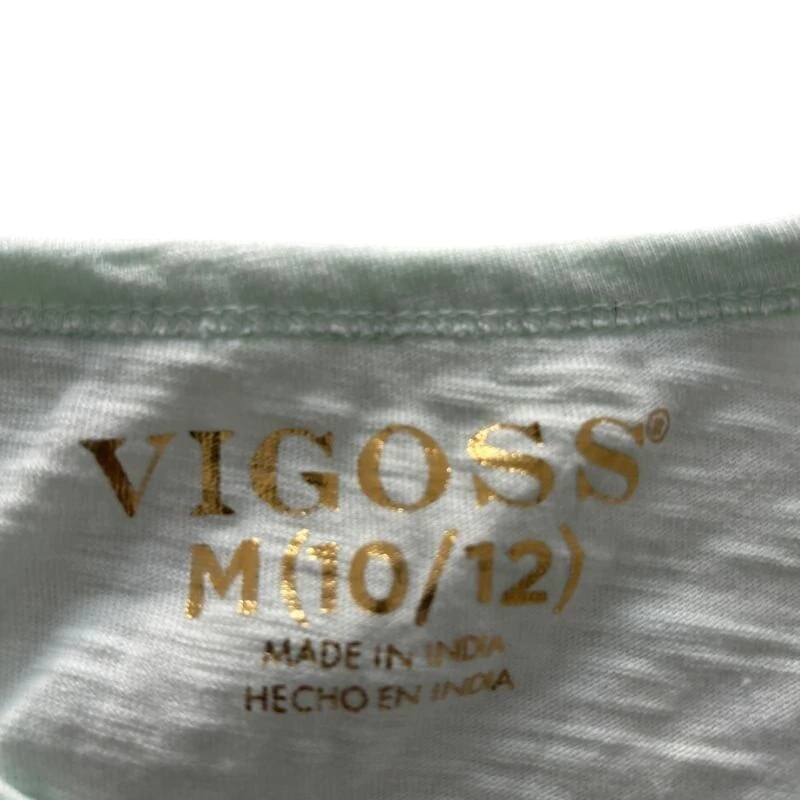 VIGOSS®
M (10/12)
MADE IN INDIA
HECHO EN INDIA